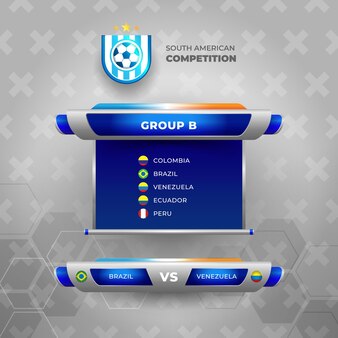 SOUTH AMERICAN
COMPETITION
GROUP B
COLOMBIA
BRAZIL
VENEZUELA
ECUADOR
PERU
BRAZIL VS VENEZUELA